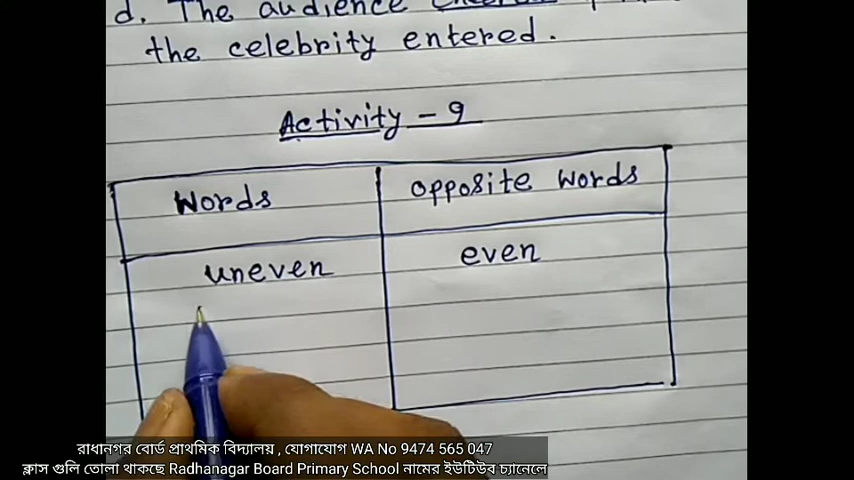 d. The audience
the celebrity entered.
Activity - 9
Words opposite words
uneven even
রাধানগর বোর্ড প্রাথমিক বিদ্যালয় , যোগাযোগ WA No 9474 565 047
ক্লাস গুলি তোলা থাকছে Radhanagar Board Primary School নামের ইউটিউব চ্যানেলে